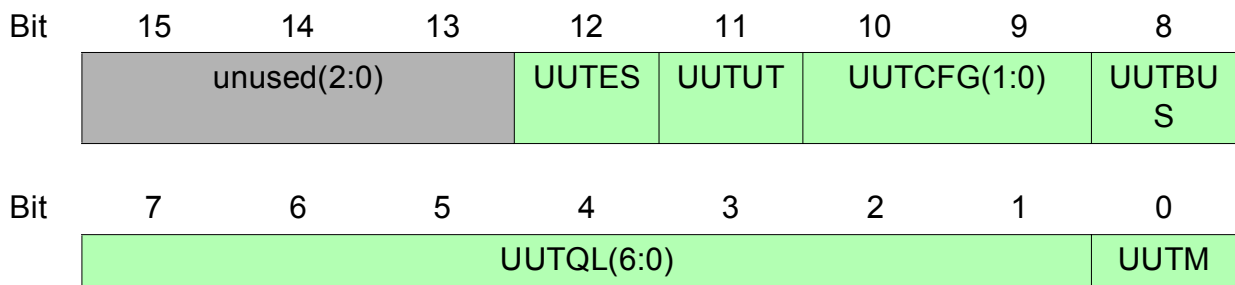 Bit 15 14 13 12 11 10 9 8
unused(2:0) UUTES UUTUT UUTCFG(1:0) UUTBU
S
Bit 7 6 5 4 3 2 1 0
UUTQL(6:0) UUTM